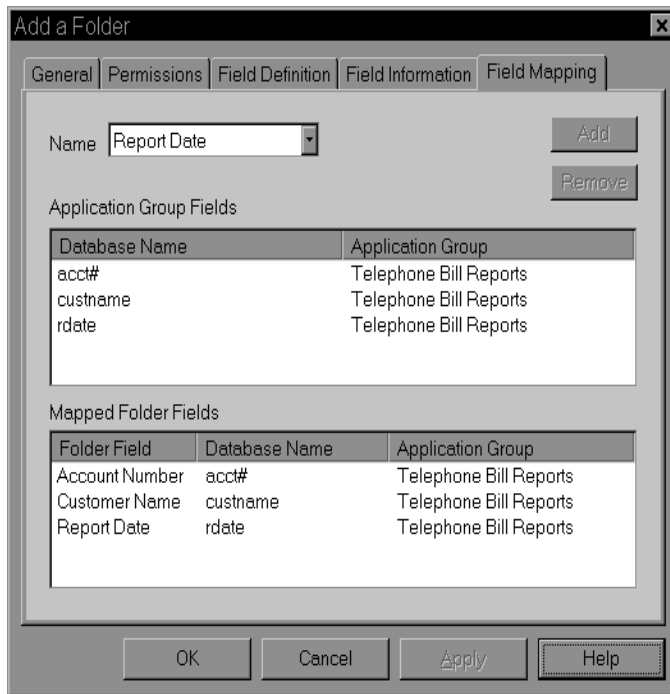 Add a Folder
General Permissions Field Definition Field Information Field Mapping
Name Report Date Add
Remove
Application Group Fields
Database Name Application Group
acct# Telephone Bill Reports
custname Telephone Bill Reports
rdate Telephone Bill Reports
Mapped Folder Fields
Folder Field Database Name Application Group
Account Number acct# Telephone Bill Reports
Customer Name custname Telephone Bill Reports
Report Date rdate Telephone Bill Reports
OK Cancel Apply Help